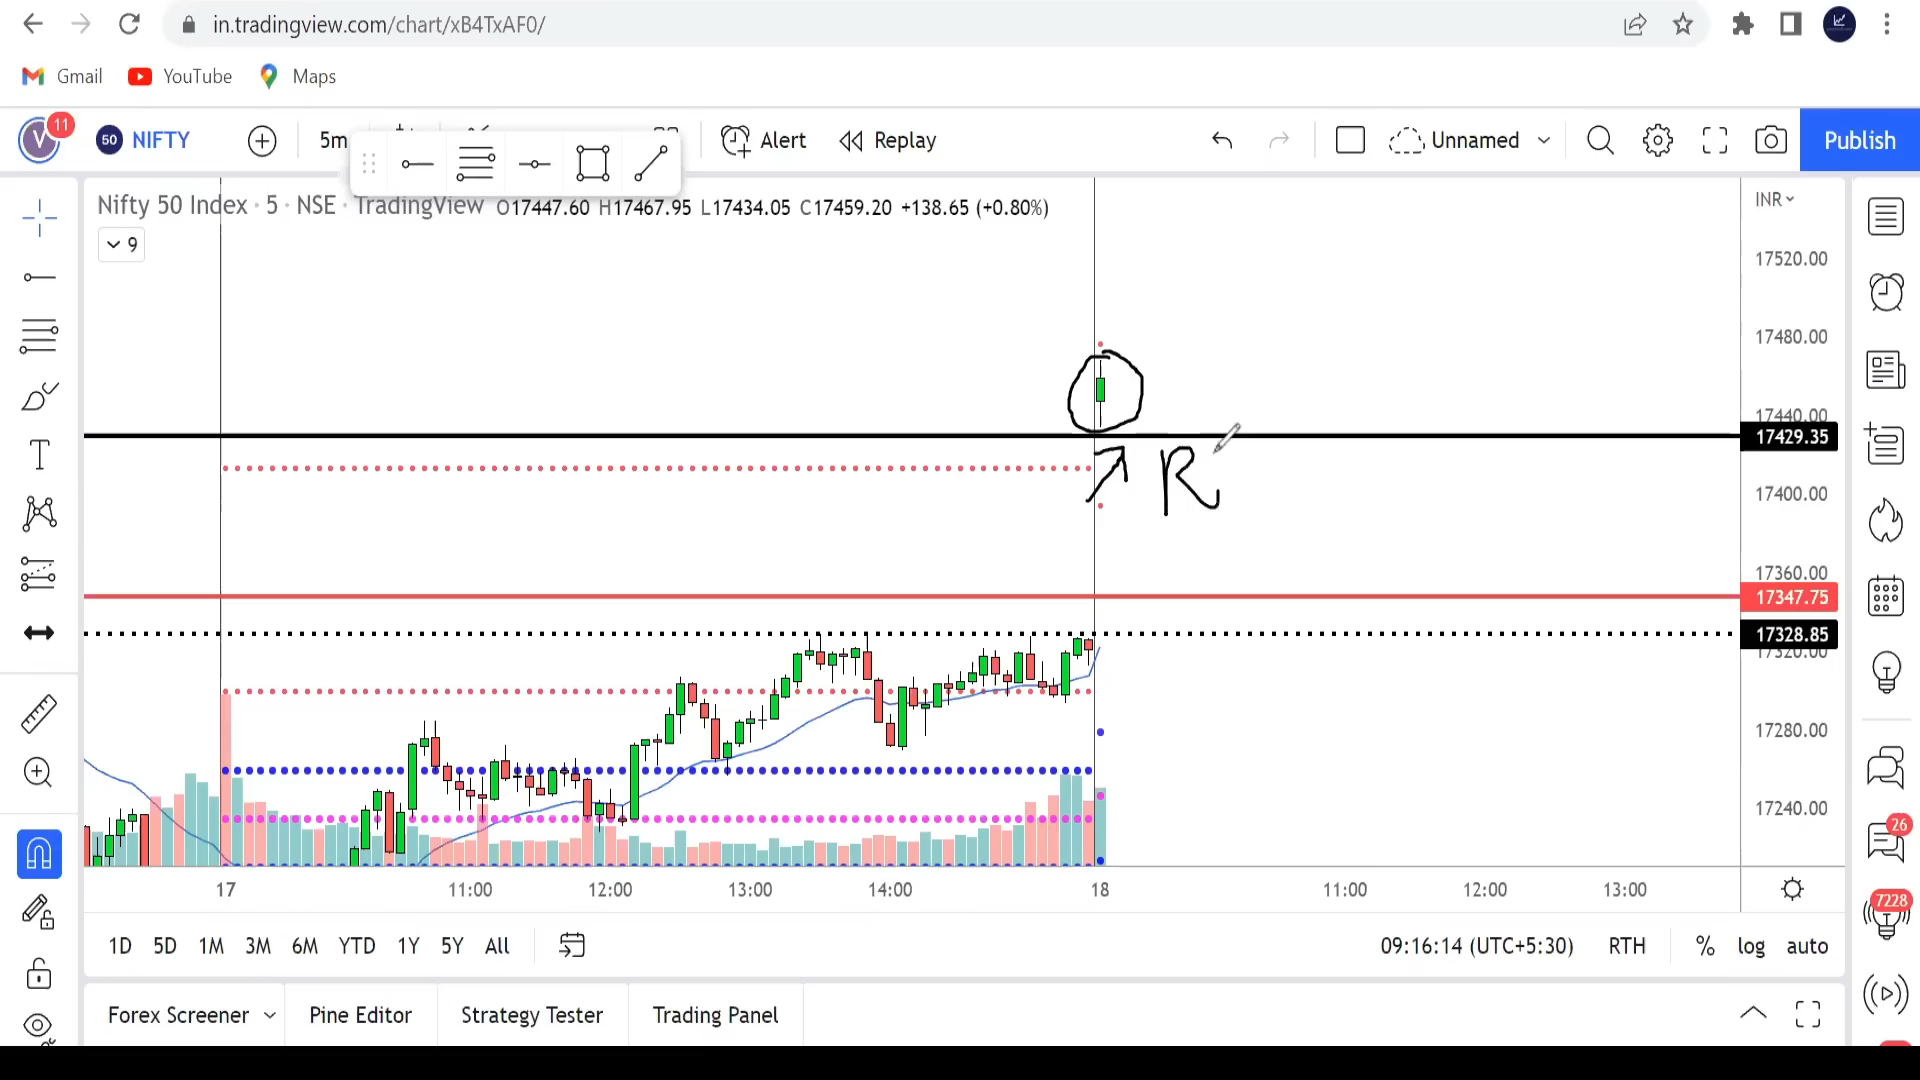 in.tradingview.com/chart/xB4TxAF0/
Gmail YouTube Maps
V 11 50 NIFTY 5m Alert Replay Unnamed Publish
Nifty 50 Index · 5 · NSE · TradingView O17447.60 H17467.95 L17434.05 C17459.20 +138.65 (+0.80%)
INR
9
17520.00
17480.00
17440.00
17429.35
R
17400.00
17360.00
17347.75
17328.85
17320.00
17280.00
17240.00
26
17 11:00 12:00 13:00 14:00 18 11:00 12:00 13:00
7228
1D 5D 1M 3M 6M YTD 1Y 5Y All 09:16:14 (UTC+5:30) RTH % log auto
Forex Screener Pine Editor Strategy Tester Trading Panel